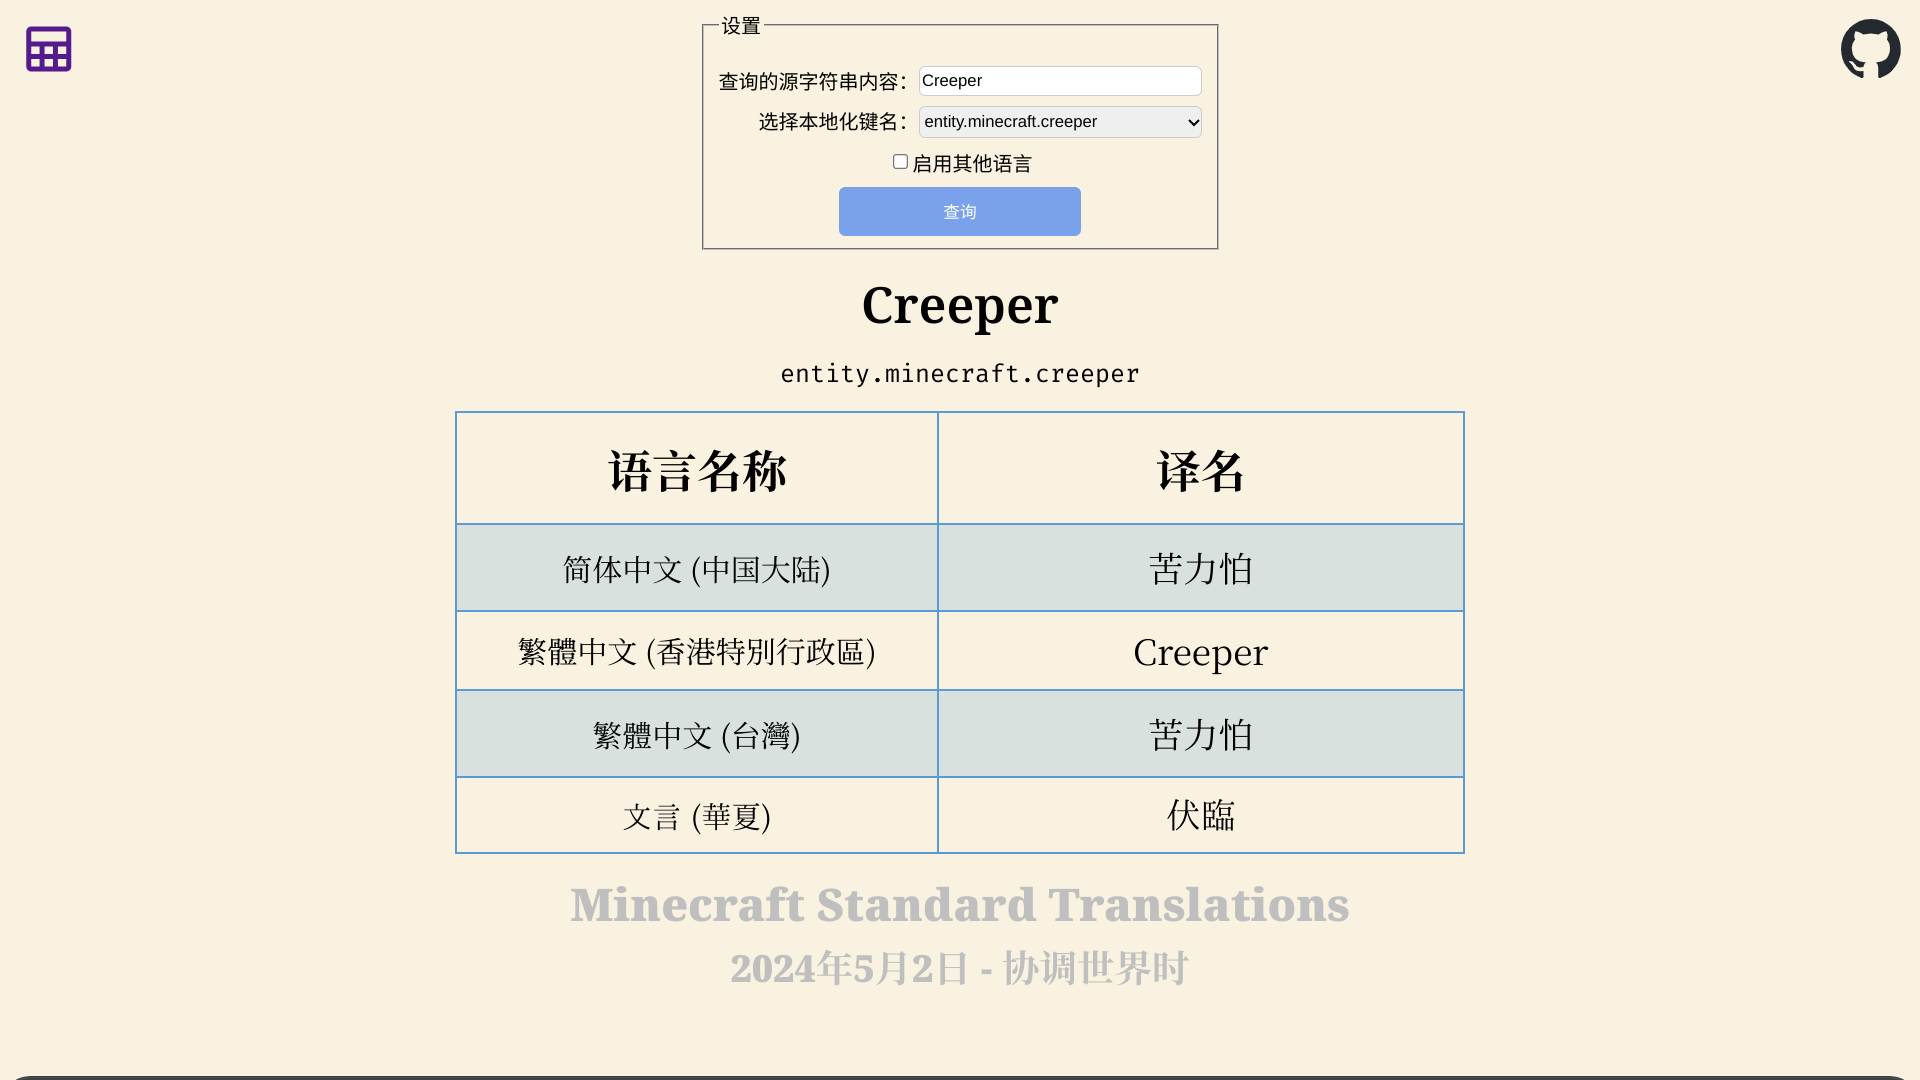 设置
查询的源字符串内容： Creeper
选择本地化键名： entity.minecraft.creeper
启用其他语言
查询
Creeper
entity.minecraft.creeper
语言名称 译名
简体中文 (中国大陆) 苦力怕
繁體中文 (香港特別行政區) Creeper
繁體中文 (台灣) 苦力怕
文言 (華夏) 伏臨
Minecraft Standard Translations
2024年5月2日 - 协调世界时